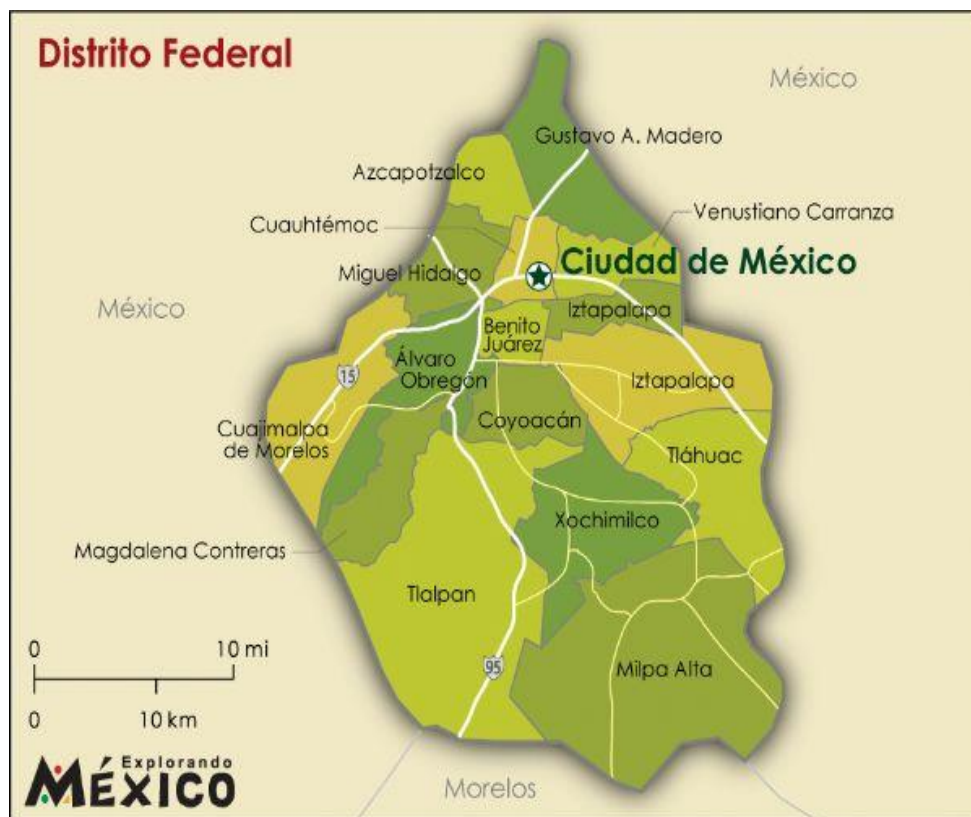 Distrito Federal
México
Gustavo A. Madero
Azcapotzalco
Venustiano Carranza
Cuauhtémoc
Ciudad de México
Miguel Hidalgo
México
Iztapalapa
Benito
Juárez
Álvaro
Obregón
15
Iztapalapa
Coyoacán
Cuajimalpa
de Morelos
Tláhuac
Xochimilco
Magdalena Contreras
Tlalpan
0 10 mi
95
Milpa Alta
0 10 km
Explorando
MÉXICO
Morelos